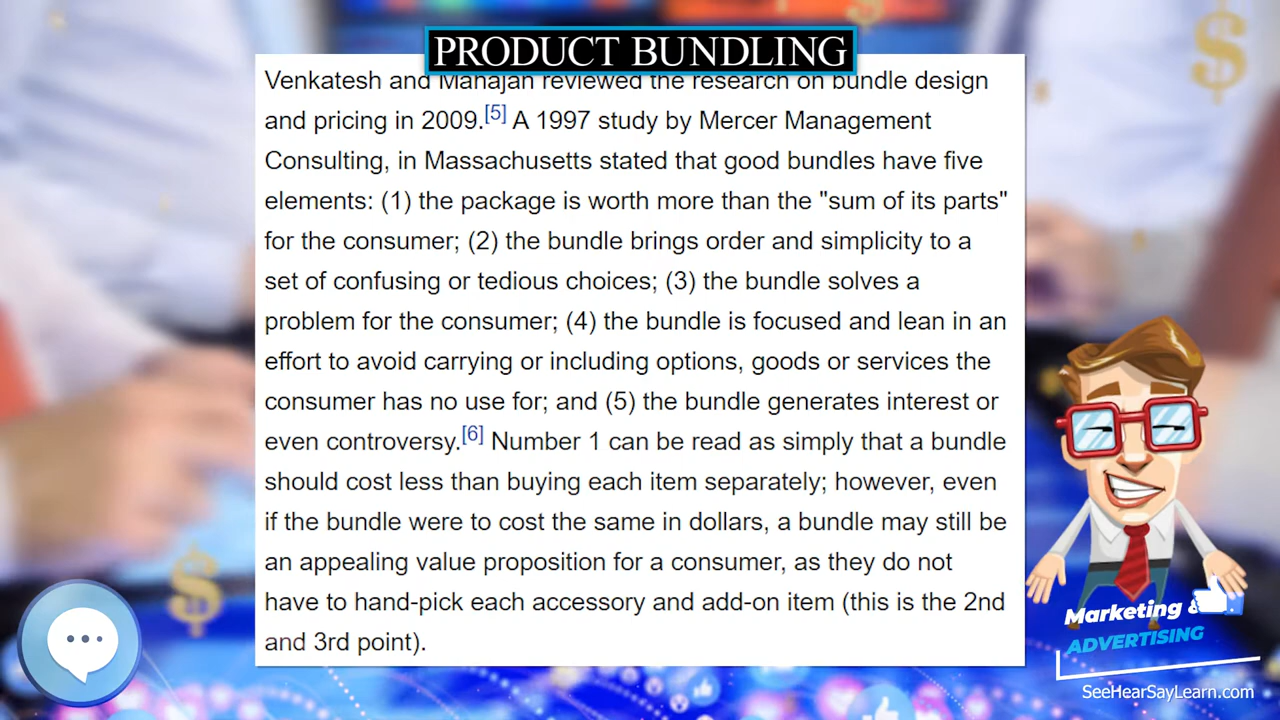 PRODUCT BUNDLING
Venkatesh and Mahajan reviewed the research on bundle design
and pricing in 2009.[5] A 1997 study by Mercer Management
Consulting, in Massachusetts stated that good bundles have five
elements: (1) the package is worth more than the "sum of its parts"
for the consumer; (2) the bundle brings order and simplicity to a
set of confusing or tedious choices; (3) the bundle solves a
problem for the consumer; (4) the bundle is focused and lean in an
effort to avoid carrying or including options, goods or services the
consumer has no use for; and (5) the bundle generates interest or
even controversy.[6] Number 1 can be read as simply that a bundle
should cost less than buying each item separately; however, even
if the bundle were to cost the same in dollars, a bundle may still be
an appealing value proposition for a consumer, as they do not
have to hand-pick each accessory and add-on item (this is the 2nd
and 3rd point).
Marketing &
ADVERTISING
SeeHearSayLearn.com